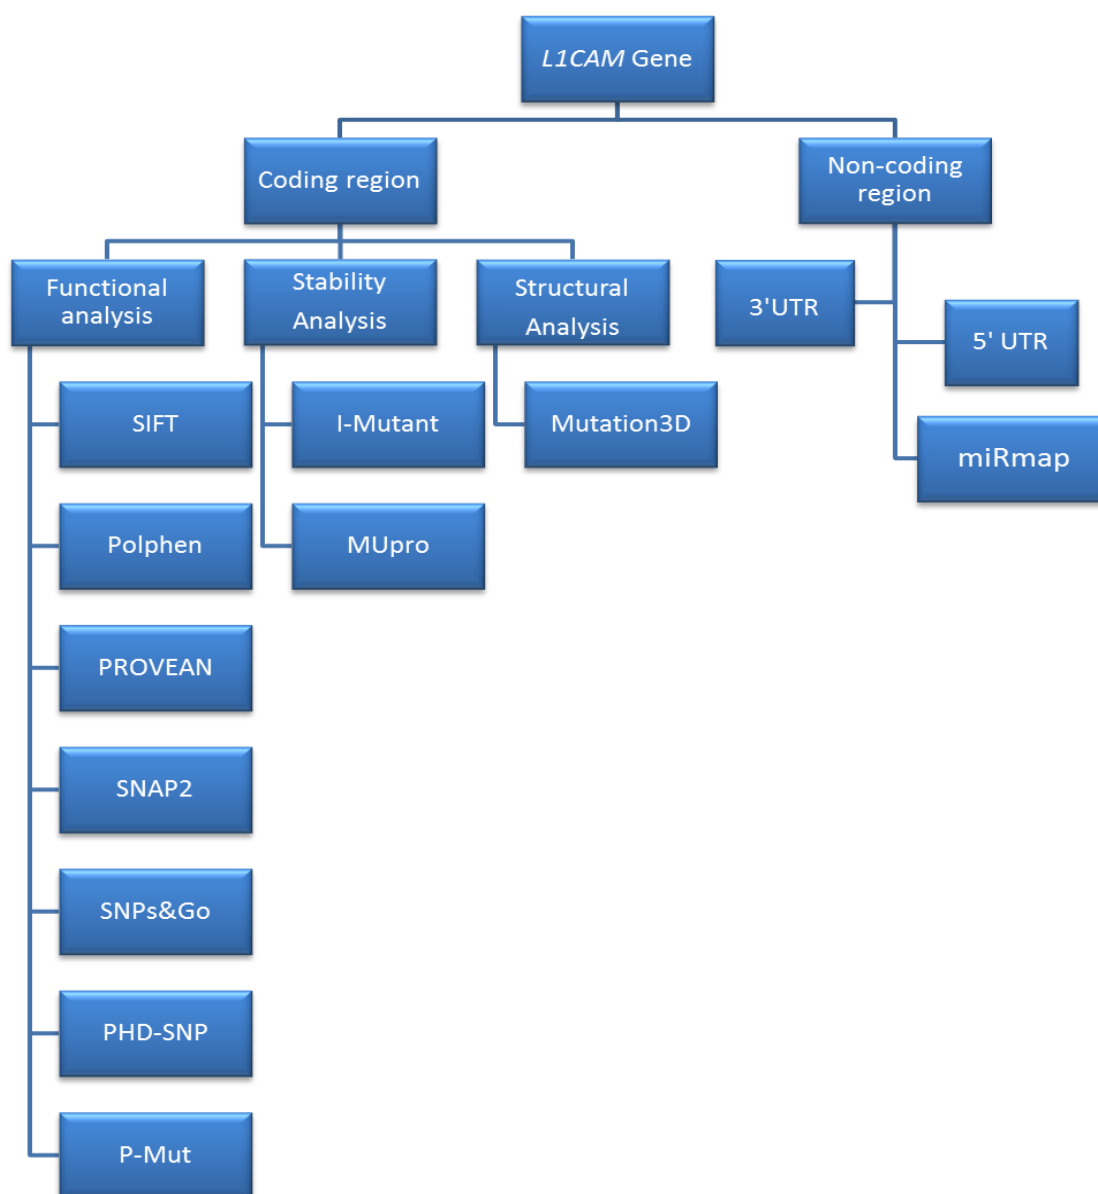 L1CAM Gene
Coding region
Non-coding
region
Functional
analysis
Stability
Analysis
Structural
Analysis
3'UTR
5' UTR
SIFT
I-Mutant
Mutation3D
miRmap
Polphen
MUpro
PROVEAN
SNAP2
SNPs&Go
PHD-SNP
P-Mut